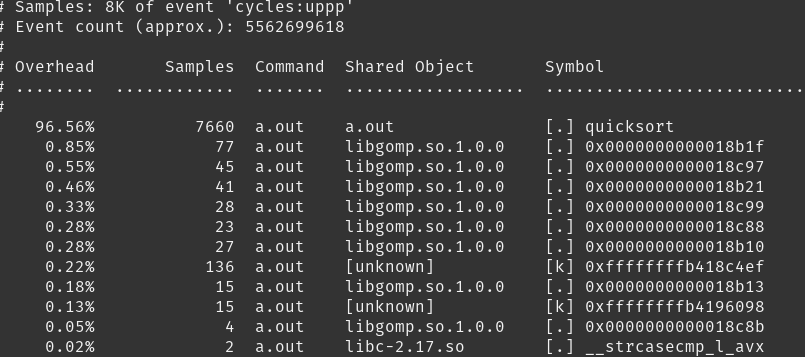 # Samples: 8K of event 'cycles:uppp'
# Event count (approx.): 5562699618
#
# Overhead       Samples  Command  Shared Object       Symbol
# ........  ............  .......  ..................  ..........................
#
    96.56%          7660  a.out    a.out               [.] quicksort
     0.85%            77  a.out    libgomp.so.1.0.0    [.] 0x0000000000018b1f
     0.55%            45  a.out    libgomp.so.1.0.0    [.] 0x0000000000018c97
     0.46%            41  a.out    libgomp.so.1.0.0    [.] 0x0000000000018b21
     0.33%            28  a.out    libgomp.so.1.0.0    [.] 0x0000000000018c99
     0.28%            23  a.out    libgomp.so.1.0.0    [.] 0x0000000000018c88
     0.28%            27  a.out    libgomp.so.1.0.0    [.] 0x0000000000018b10
     0.22%           136  a.out    [unknown]           [k] 0xffffffffb418c4ef
     0.18%            15  a.out    libgomp.so.1.0.0    [.] 0x0000000000018b13
     0.13%            15  a.out    [unknown]           [k] 0xffffffffb4196098
     0.05%             4  a.out    libgomp.so.1.0.0    [.] 0x0000000000018c8b
     0.02%             2  a.out    libc-2.17.so        [.] __strcasecmp_l_avx